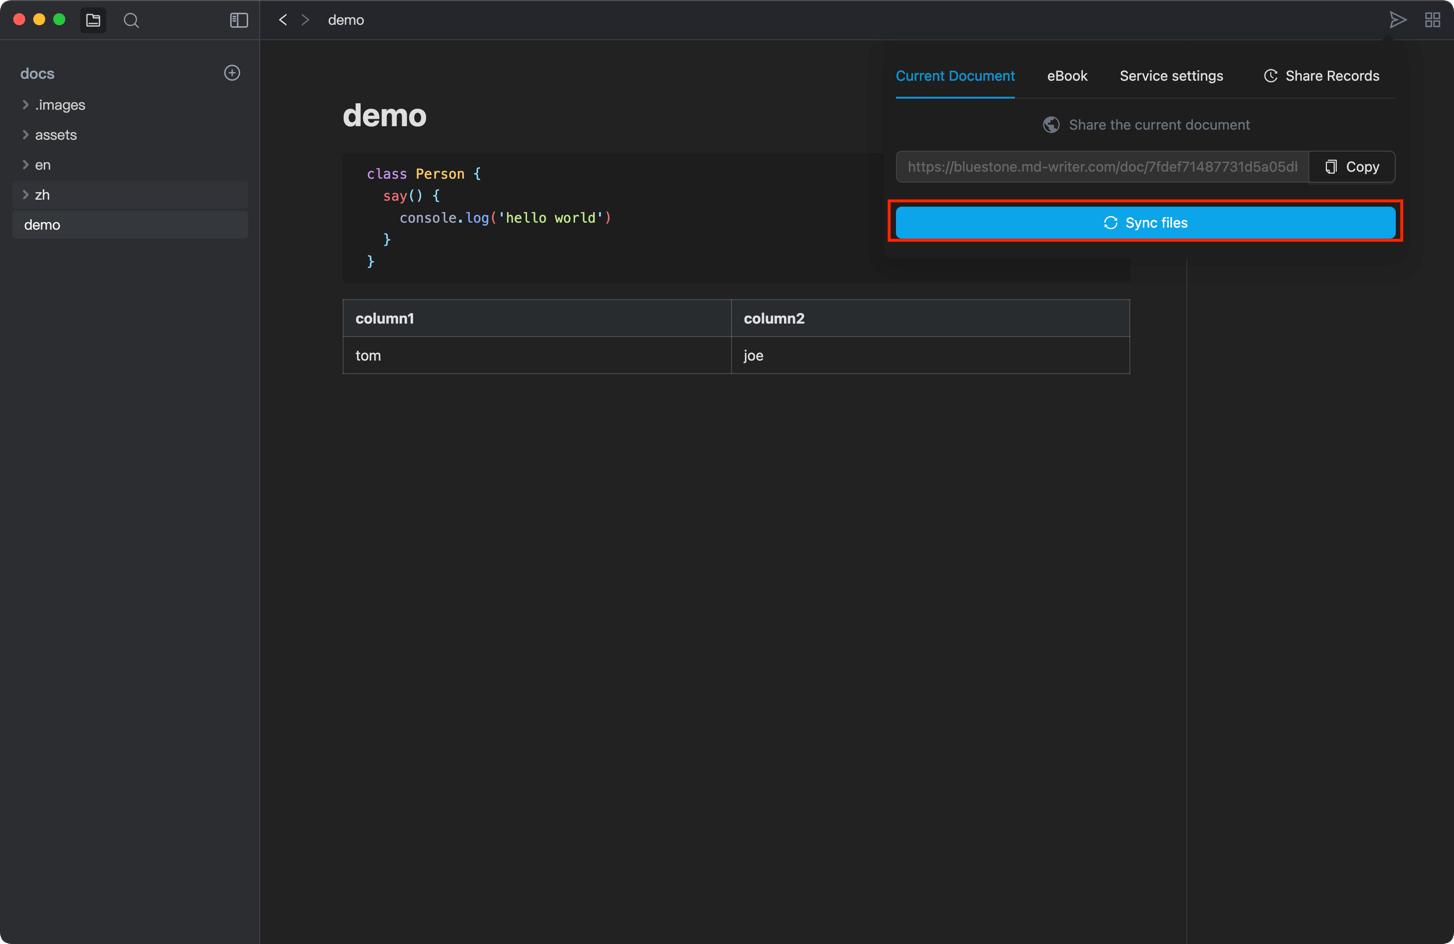 demo
docs
.images
assets
en
zh
demo
demo
class Person {
say() {
console.log('hello world')
}
}
column1 column2
tom joe
Current Document eBook Service settings Share Records
Share the current document
https://bluestone.md-writer.com/doc/7fdef71487731d5a05dl Copy
Sync files